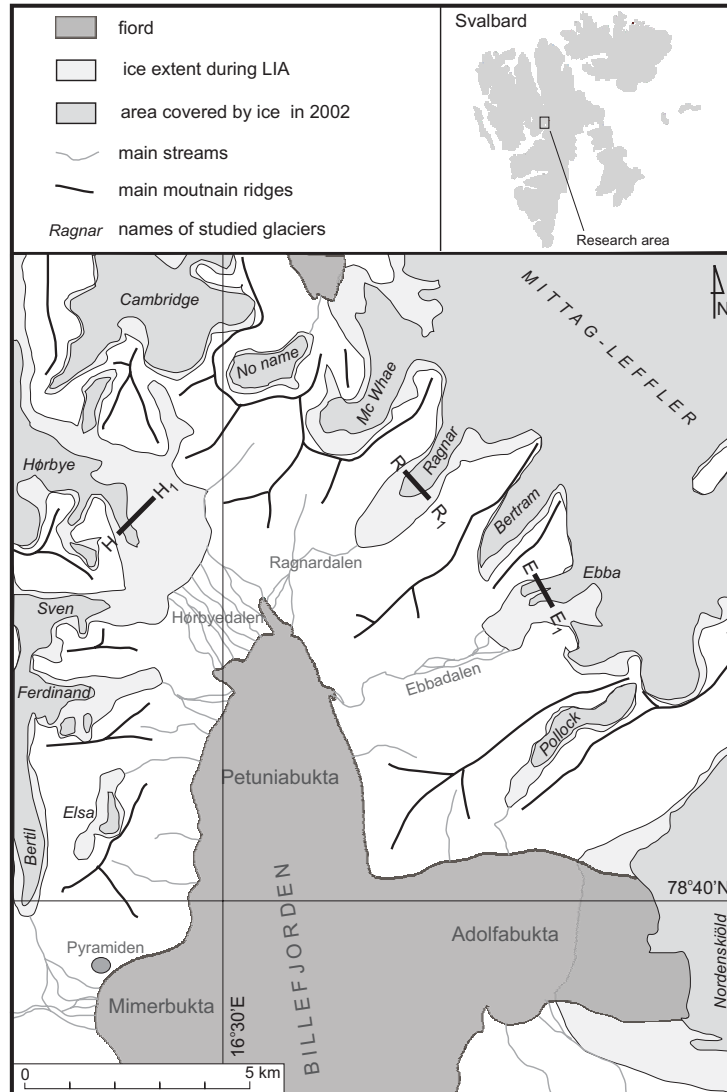 fiord
ice extent during LIA
area covered by ice in 2002
main streams
main moutnain ridges
Ragnar names of studied glaciers
Svalbard
Research area
N
MITTAG-LEFFLER
Cambridge
No name
Mc Whae
Hørbye
H
H1
R
Ragnar
R1
Bertram
Ragnardalen
E
Ebba
E1
Sven
Hørbyedalen
Ferdinand
Ebbadalen
Pollock
Petuniabukta
Elsa
Bertil
78°40'N
BILLEFJORDEN
Adolfabukta
Nordenskiöld
Pyramiden
Mimerbukta
16°30'E
0 5 km